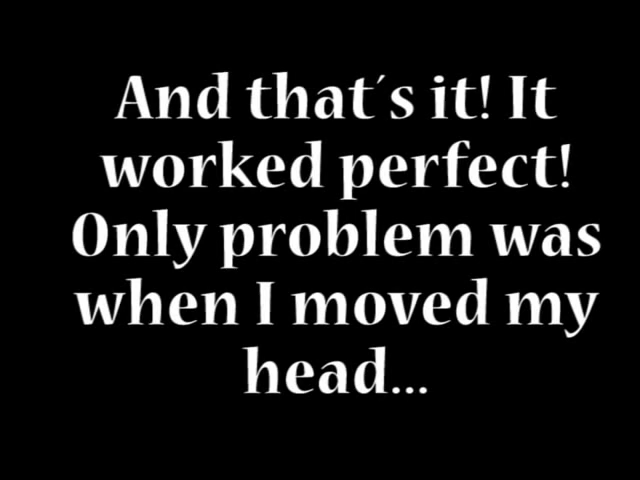 And that´s it! It
worked perfect!
Only problem was
when I moved my
head...